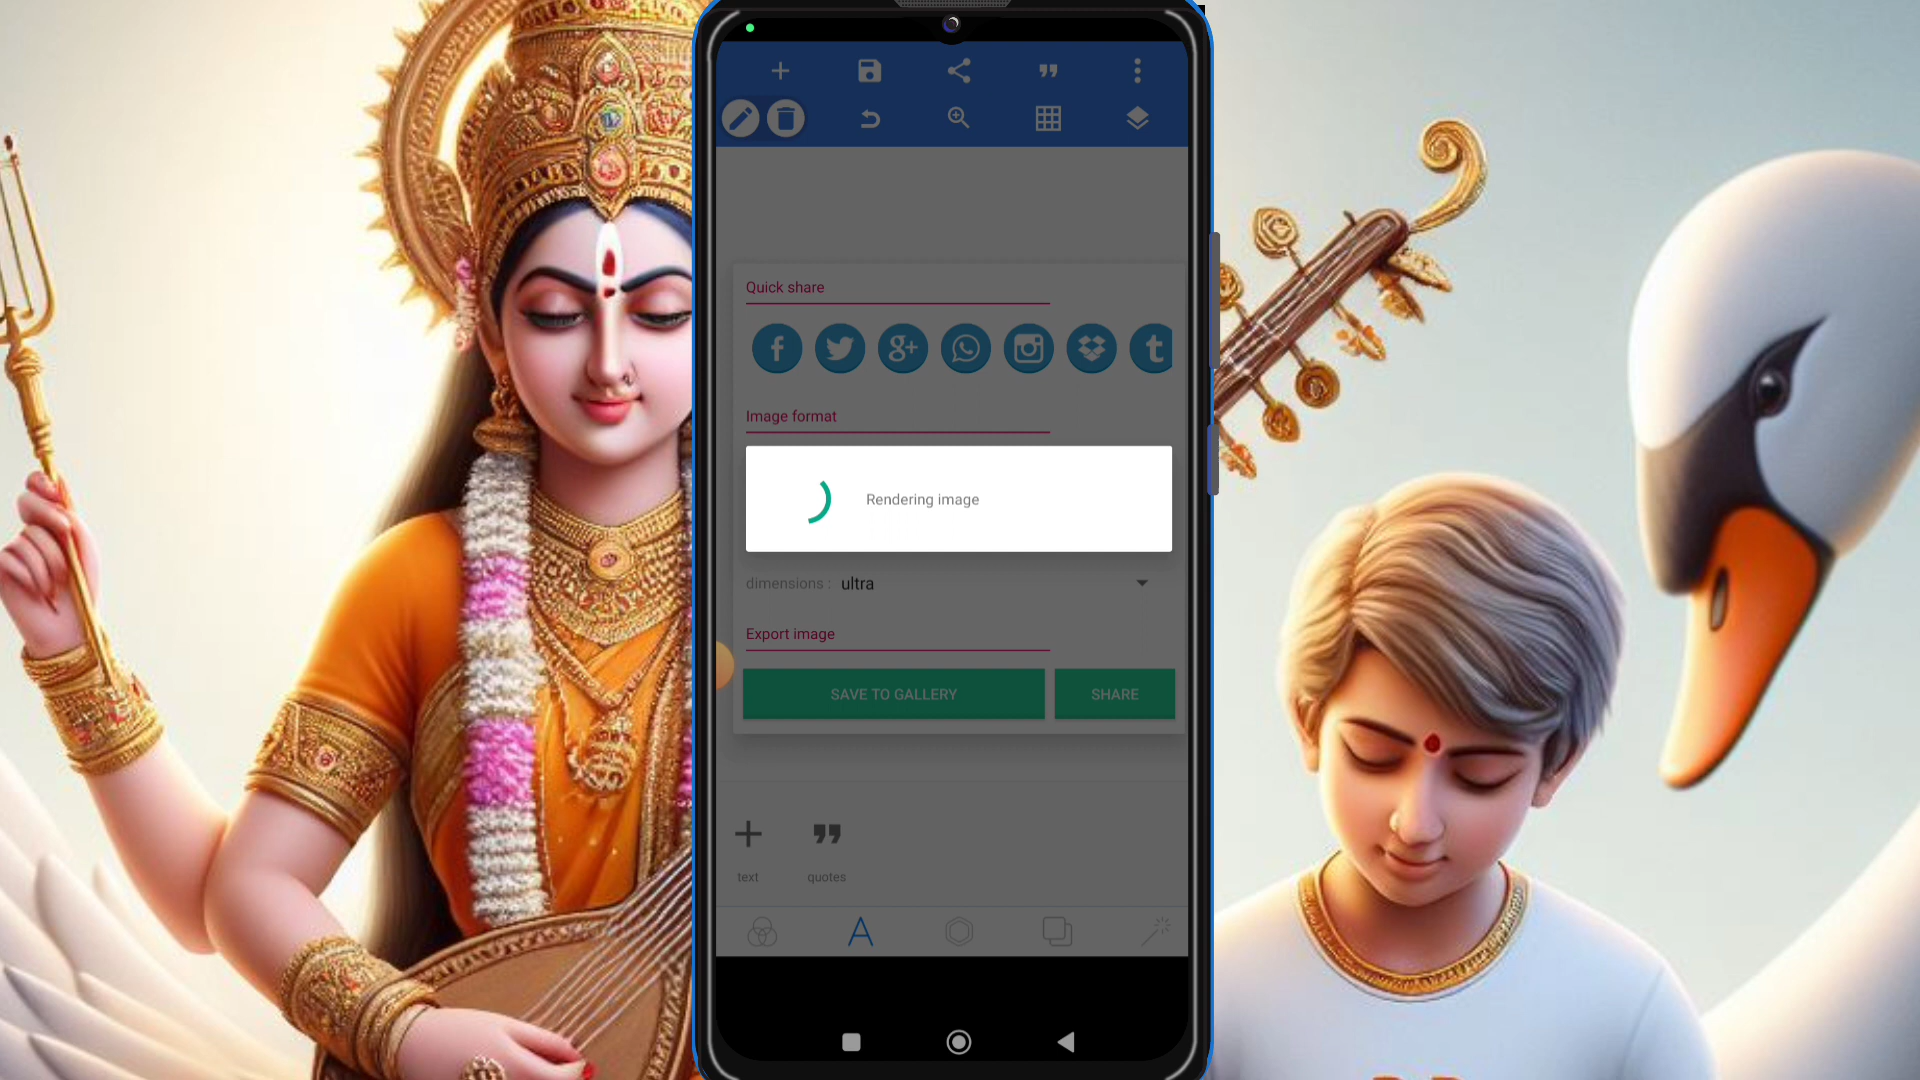 Quick share
Image format
Rendering image
dimensions : ultra
Export image
SAVE TO GALLERY
SHARE
text
quotes